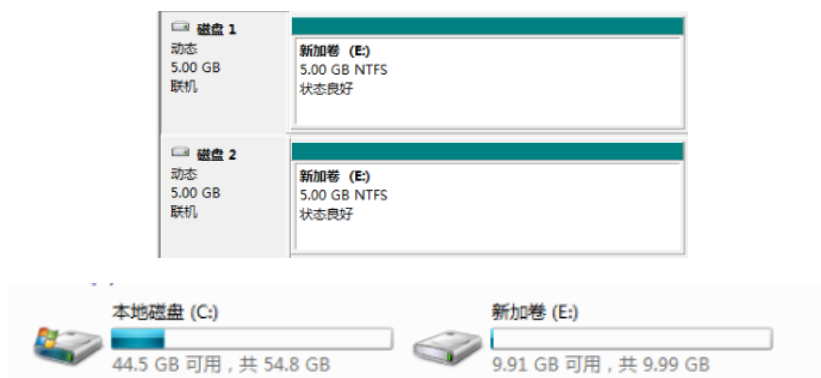 磁盘 1
动态
5.00 GB
联机
新加卷 (E:)
5.00 GB NTFS
状态良好
磁盘 2
动态
5.00 GB
联机
新加卷 (E:)
5.00 GB NTFS
状态良好
本地磁盘 (C:)
44.5 GB 可用，共 54.8 GB
新加卷 (E:)
9.91 GB 可用，共 9.99 GB